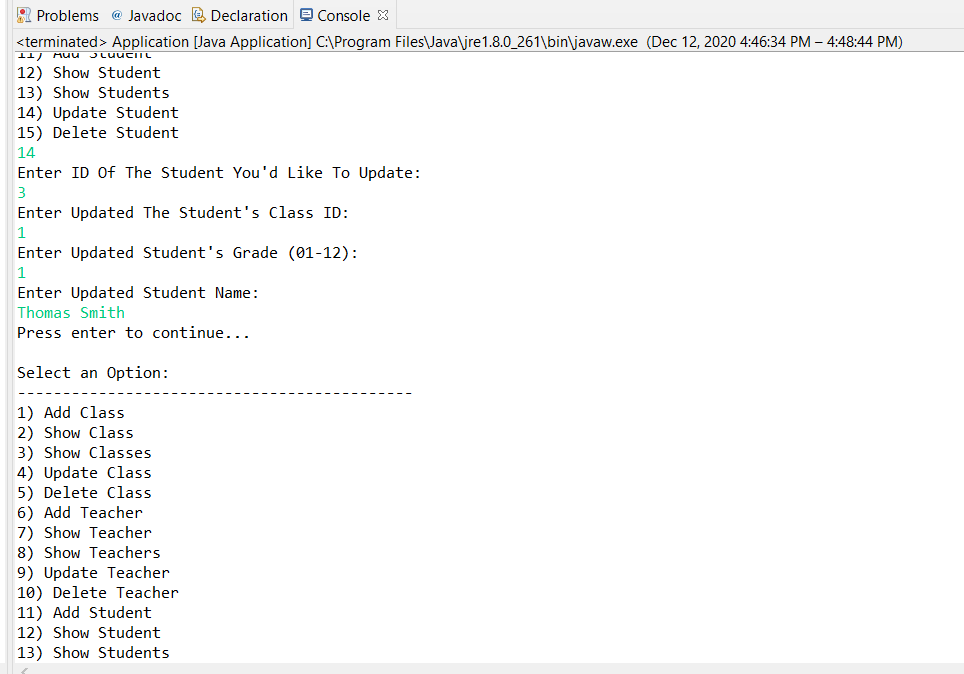 Problems @ Javadoc Declaration Console
<terminated> Application [Java Application] C:\Program Files\Java\jre1.8.0_261\bin\javaw.exe (Dec 12, 2020 4:46:34 PM – 4:48:44 PM)
11) Add Student
12) Show Student
13) Show Students
14) Update Student
15) Delete Student
14
Enter ID Of The Student You'd Like To Update:
3
Enter Updated The Student's Class ID:
1
Enter Updated Student's Grade (01-12):
1
Enter Updated Student Name:
Thomas Smith
Press enter to continue...
Select an Option:
--------------------------------------------
1) Add Class
2) Show Class
3) Show Classes
4) Update Class
5) Delete Class
6) Add Teacher
7) Show Teacher
8) Show Teachers
9) Update Teacher
10) Delete Teacher
11) Add Student
12) Show Student
13) Show Students